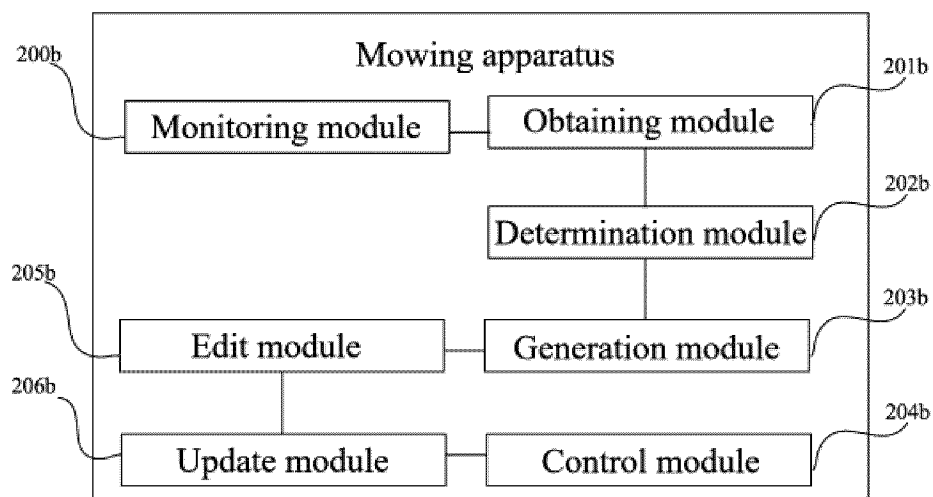 Mowing apparatus
200b
201b
Monitoring module
Obtaining module
202b
Determination module
205b
203b
Edit module
Generation module
206b
204b
Update module
Control module